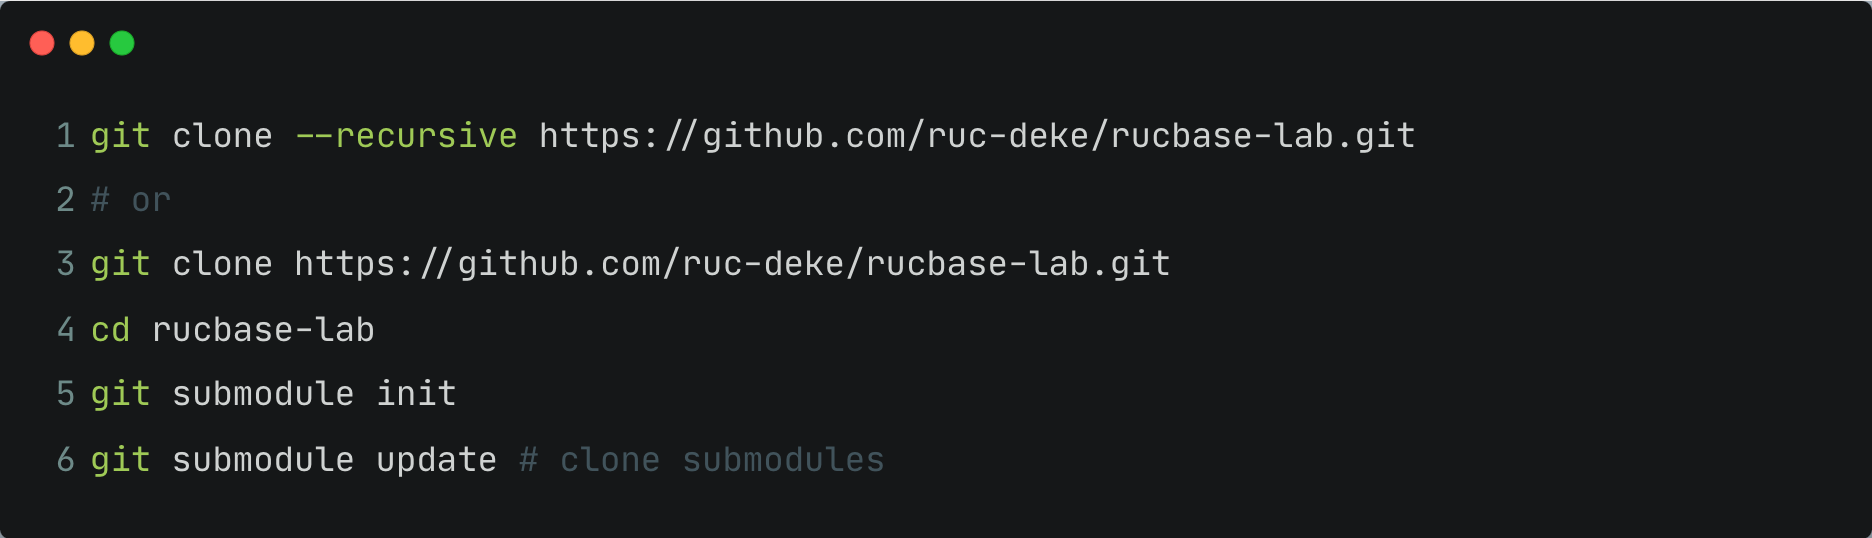 1 git clone --recursive https://github.com/ruc-deke/rucbase-lab.git
2 # or
3 git clone https://github.com/ruc-deke/rucbase-lab.git
4 cd rucbase-lab
5 git submodule init
6 git submodule update # clone submodules